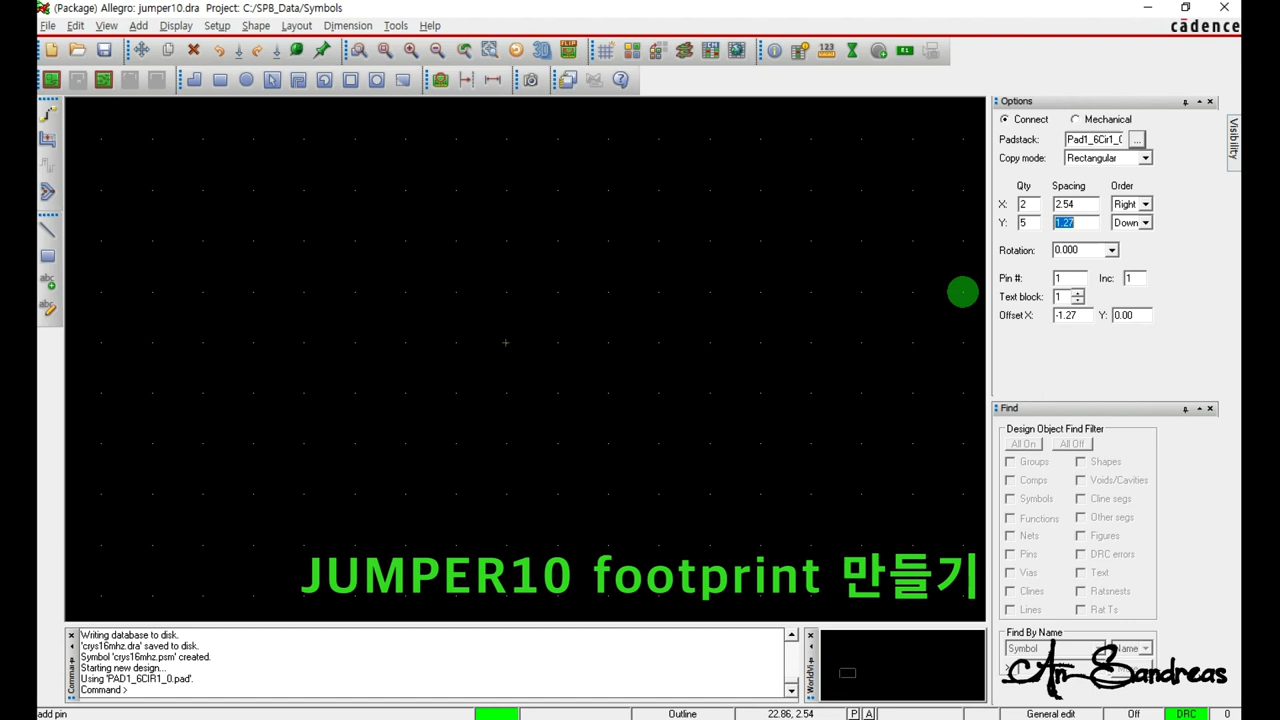 (Package) Allegro: jumper10.dra Project: C:/SPB_Data/Symbols
File Edit View Add Display Setup Shape Layout Dimension Tools Help
cādence
Options
Connect Mechanical
Padstack: Pad1_6Cir1_0 ...
Copy mode: Rectangular
Qty Spacing Order
X: 2 2.54 Right
Y: 5 1.27 Down
Rotation: 0.000
Pin #: 1 Inc: 1
Text block: 1
Offset X: -1.27 Y: 0.00
Visibility
Find
Design Object Find Filter
All On All Off
Groups Shapes
Comps Voids/Cavities
Symbols Cline segs
Functions Other segs
Nets Figures
Pins DRC errors
Vias Text
Clines Ratsnests
Lines Rat Ts
Find By Name
Symbol Name
An Sandreas
JUMPER10 footprint 만들기
Writing database to disk.
'crys16mhz.dra' saved to disk.
Symbol 'crys16mhz.psm' created.
Starting new design...
Using 'PAD1_6CIR1_0.pad'.
Command >
add pin Outline 22.86, 2.54 P A General edit Off DRC 0